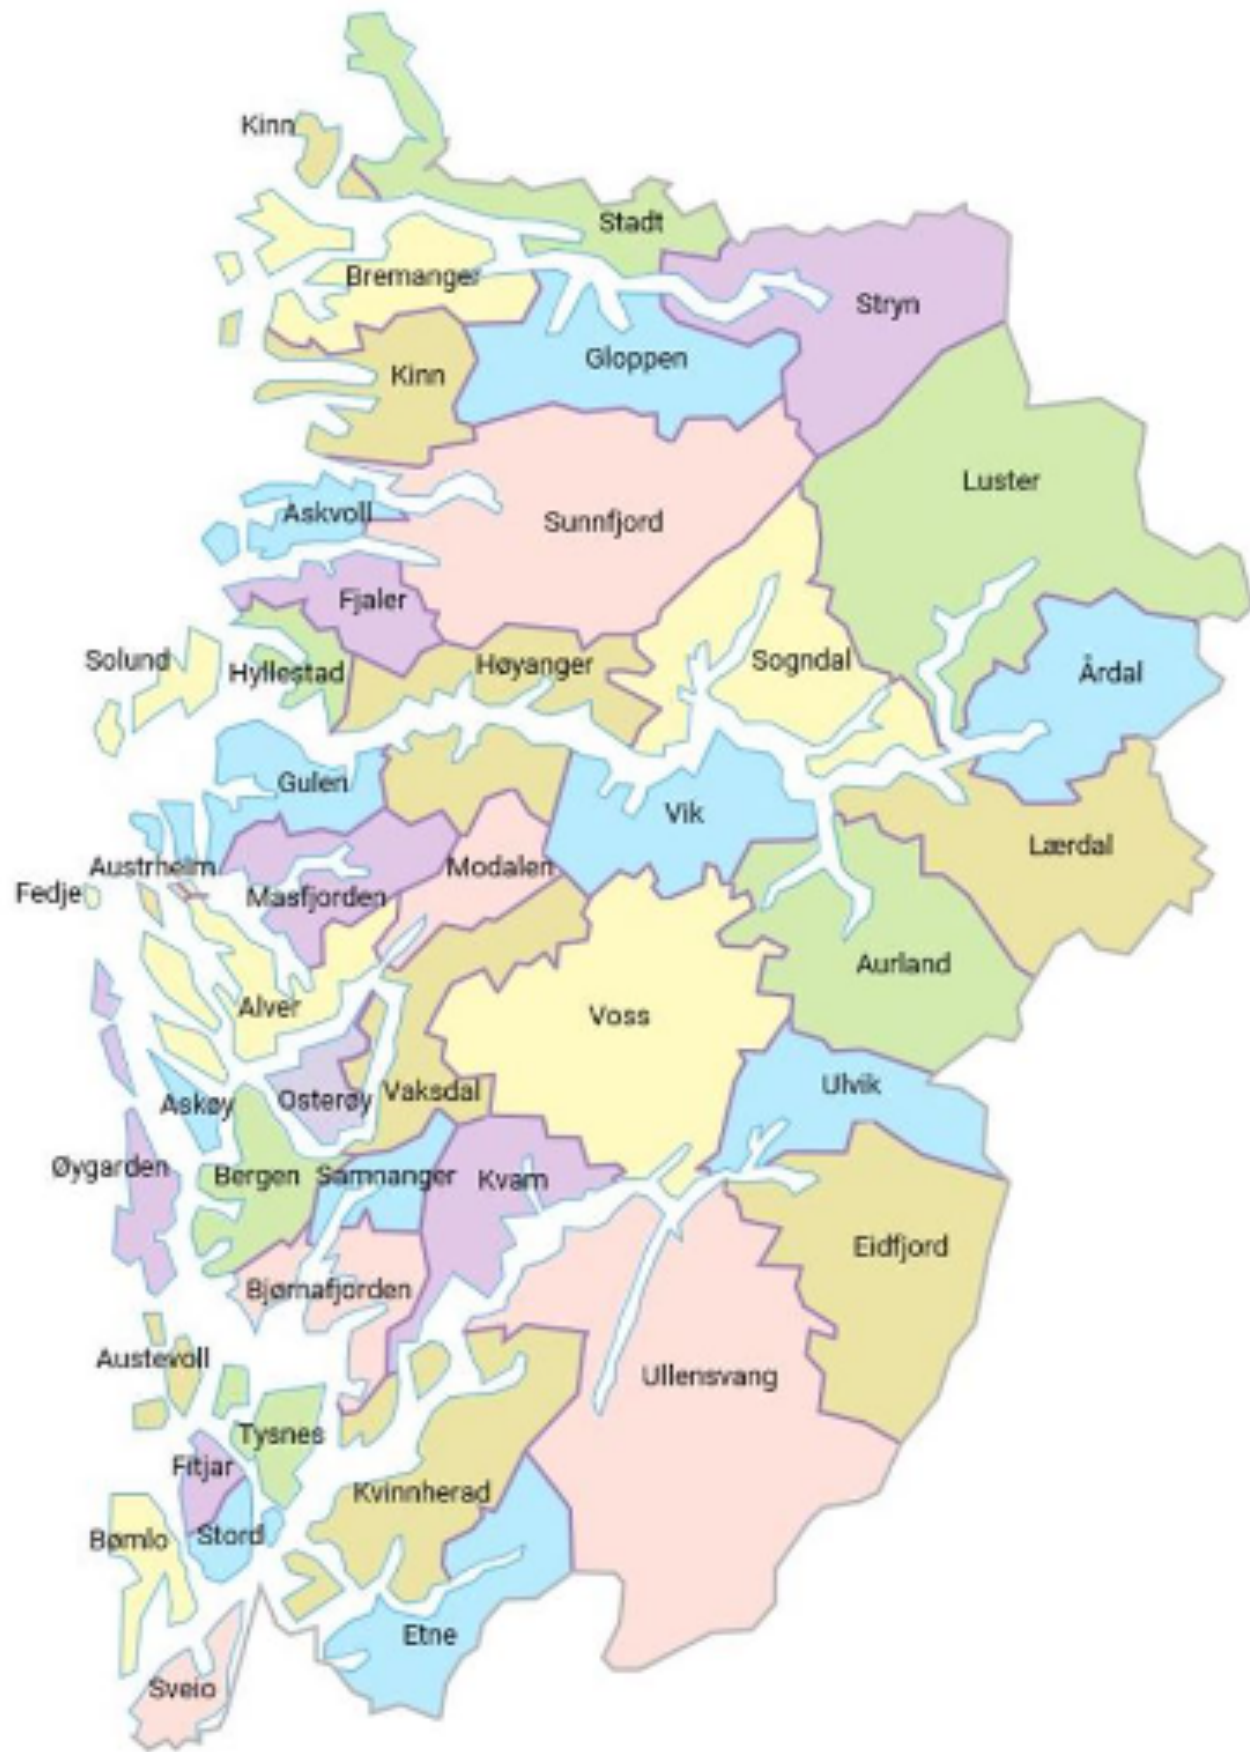 Kinn
Stadt
Bremanger
Stryn
Gloppen
Kinn
Luster
Askvoll
Sunnfjord
Fjaler
Solund
Hyllestad
Høyanger
Sogndal
Årdal
Gulen
Vik
Lærdal
Austrheim
Modalen
Fedje
Masfjorden
Aurland
Alver
Voss
Ulvik
Askøy
Osterøy
Vaksdal
Øygarden
Bergen
Samnanger
Kvam
Eidfjord
Bjørnafjorden
Austevoll
Ullensvang
Tysnes
Fitjar
Kvinnherad
Bømlo
Stord
Etne
Sveio